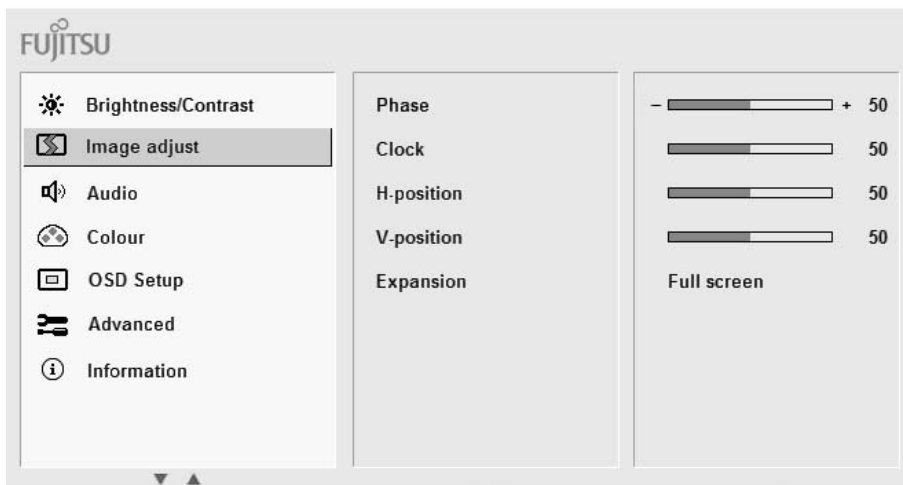 FUJITSU
Brightness/Contrast
Image adjust
Audio
Colour
OSD Setup
Advanced
Information
Phase - + 50
Clock 50
H-position 50
V-position 50
Expansion Full screen